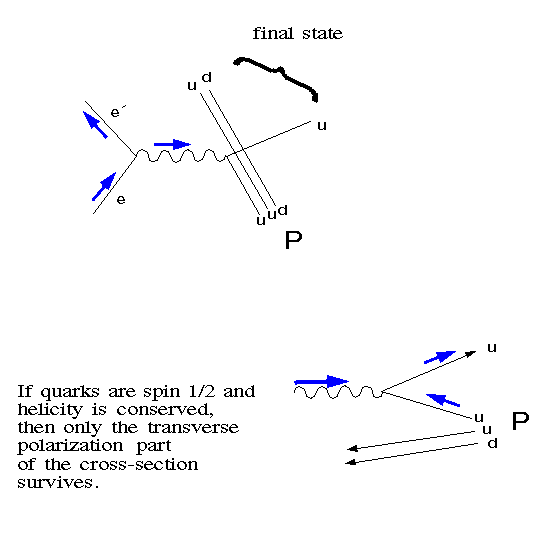 final state
u d
e´
u
e
u u d
P
u
If quarks are spin 1/2 and
helicity is conserved,
then only the transverse
polarization part
of the cross-section
survives.
u
u
d
P